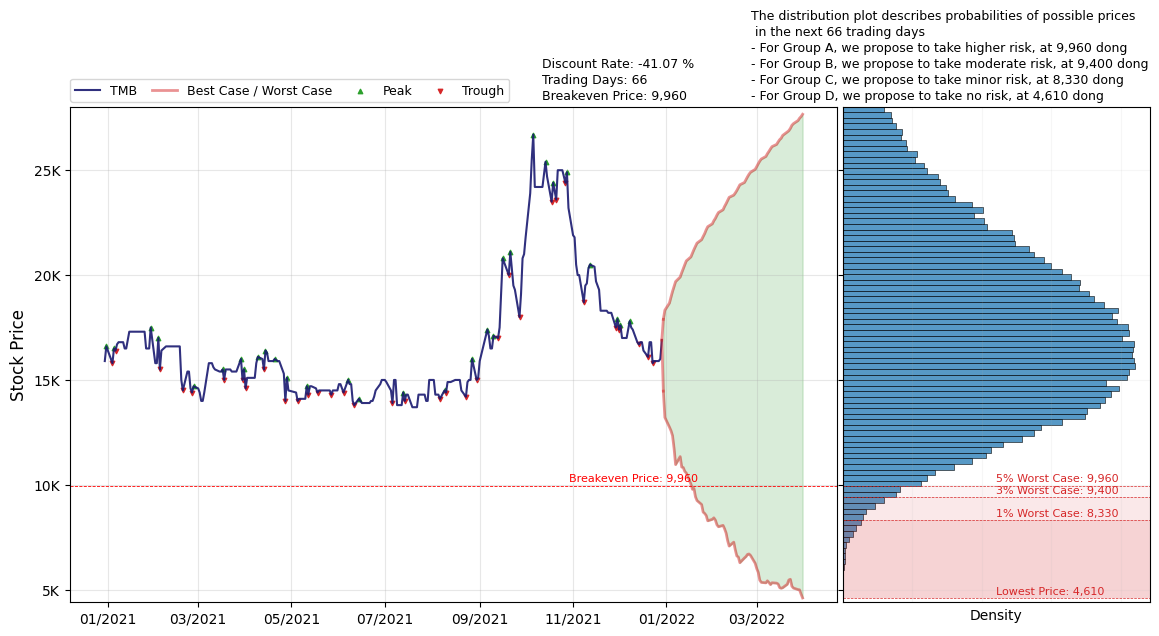 The distribution plot describes probabilities of possible prices
in the next 66 trading days
- For Group A, we propose to take higher risk, at 9,960 dong
- For Group B, we propose to take moderate risk, at 9,400 dong
- For Group C, we propose to take minor risk, at 8,330 dong
- For Group D, we propose to take no risk, at 4,610 dong
Discount Rate: -41.07 %
Trading Days: 66
Breakeven Price: 9,960
TMB
Best Case / Worst Case
Peak
Trough
Stock Price
25K
20K
15K
10K
5K
Breakeven Price: 9,960
5% Worst Case: 9,960
3% Worst Case: 9,400
1% Worst Case: 8,330
Lowest Price: 4,610
01/2021
03/2021
05/2021
07/2021
09/2021
11/2021
01/2022
03/2022
Density